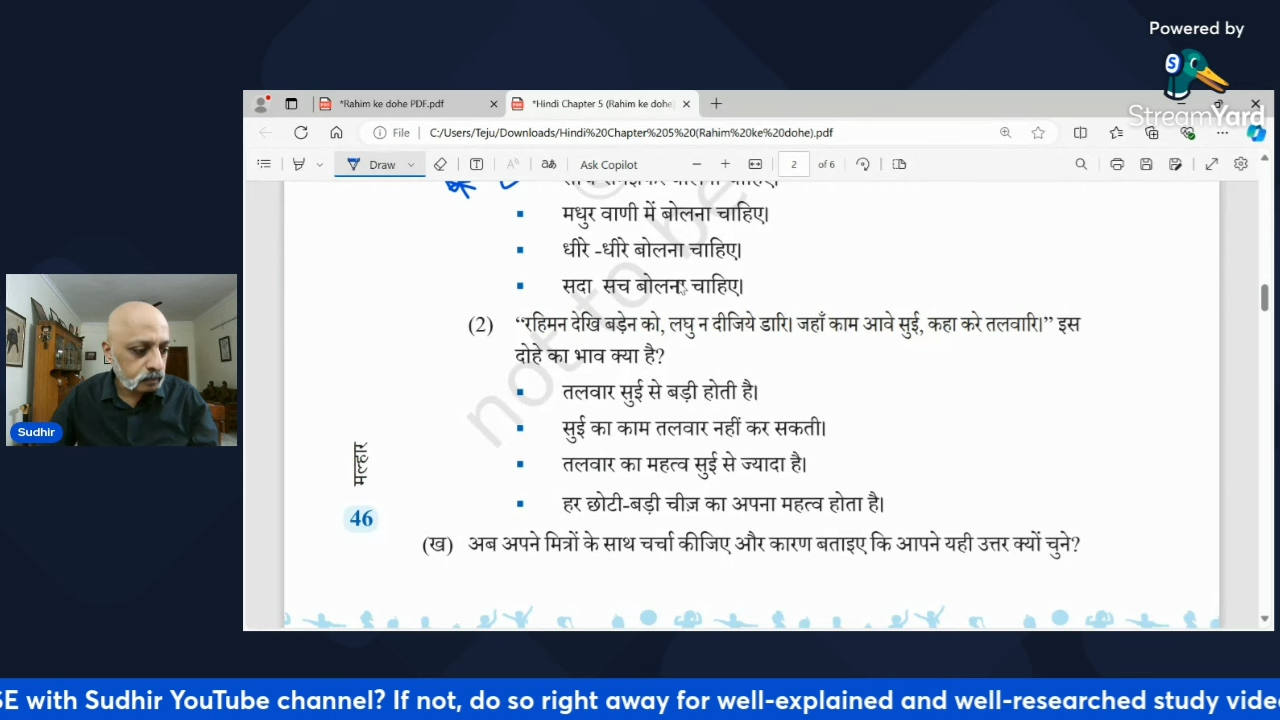 Powered by
StreamYard
*Rahim ke dohe PDF.pdf
*Hindi Chapter 5 (Rahim ke dohe)
File
C:/Users/Teju/Downloads/Hindi%20Chapter%205%20(Rahim%20ke%20dohe).pdf
Draw
Ask Copilot
2
of 6
मधुर वाणी में बोलना चाहिए।
धीरे -धीरे बोलना चाहिए।
सदा सच बोलना चाहिए।
(2) “रहिमन देखि बड़ेन को, लघु न दीजिये डारि। जहाँ काम आवे सुई, कहा करे तलवारि।” इस
दोहे का भाव क्या है?
तलवार सुई से बड़ी होती है।
सुई का काम तलवार नहीं कर सकती।
तलवार का महत्व सुई से ज्यादा है।
हर छोटी-बड़ी चीज़ का अपना महत्व होता है।
(ख) अब अपने मित्रों के साथ चर्चा कीजिए और कारण बताइए कि आपने यही उत्तर क्यों चुने?
not to be
मल्हार
46
Sudhir
SE with Sudhir YouTube channel? If not, do so right away for well-explained and well-researched study vide